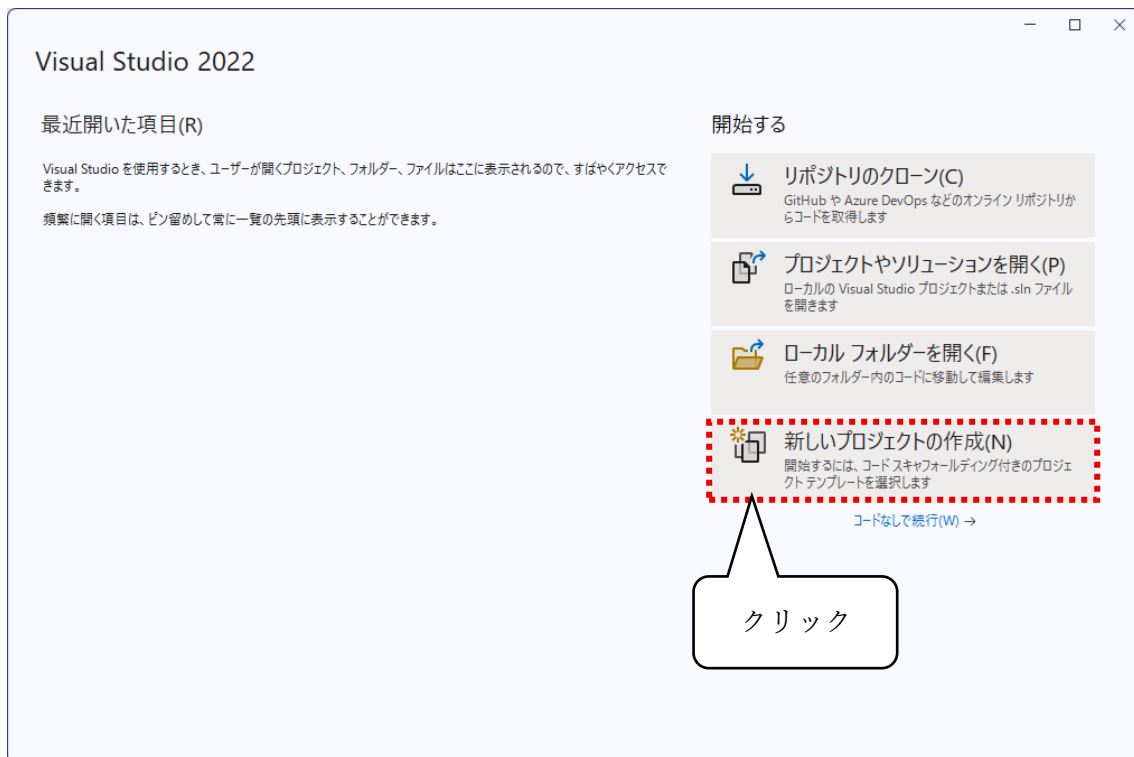 Visual Studio 2022
最近開いた項目(R)
Visual Studio を使用するとき、ユーザーが開くプロジェクト、フォルダー、ファイルはここに表示されるので、すばやくアクセスで
きます。
頻繁に開く項目は、ピン留めして常に一覧の先頭に表示することができます。
開始する
リポジトリのクローン(C)
GitHub や Azure DevOps などのオンライン リポジトリか
らコードを取得します
プロジェクトやソリューションを開く(P)
ローカルの Visual Studio プロジェクトまたは .sln ファイル
を開きます
ローカル フォルダーを開く(F)
任意のフォルダー内のコードに移動して編集します
新しいプロジェクトの作成(N)
開始するには、コード スキャフォールディング付きのプロジェ
クト テンプレートを選択します
コードなしで続行(W) →
クリック